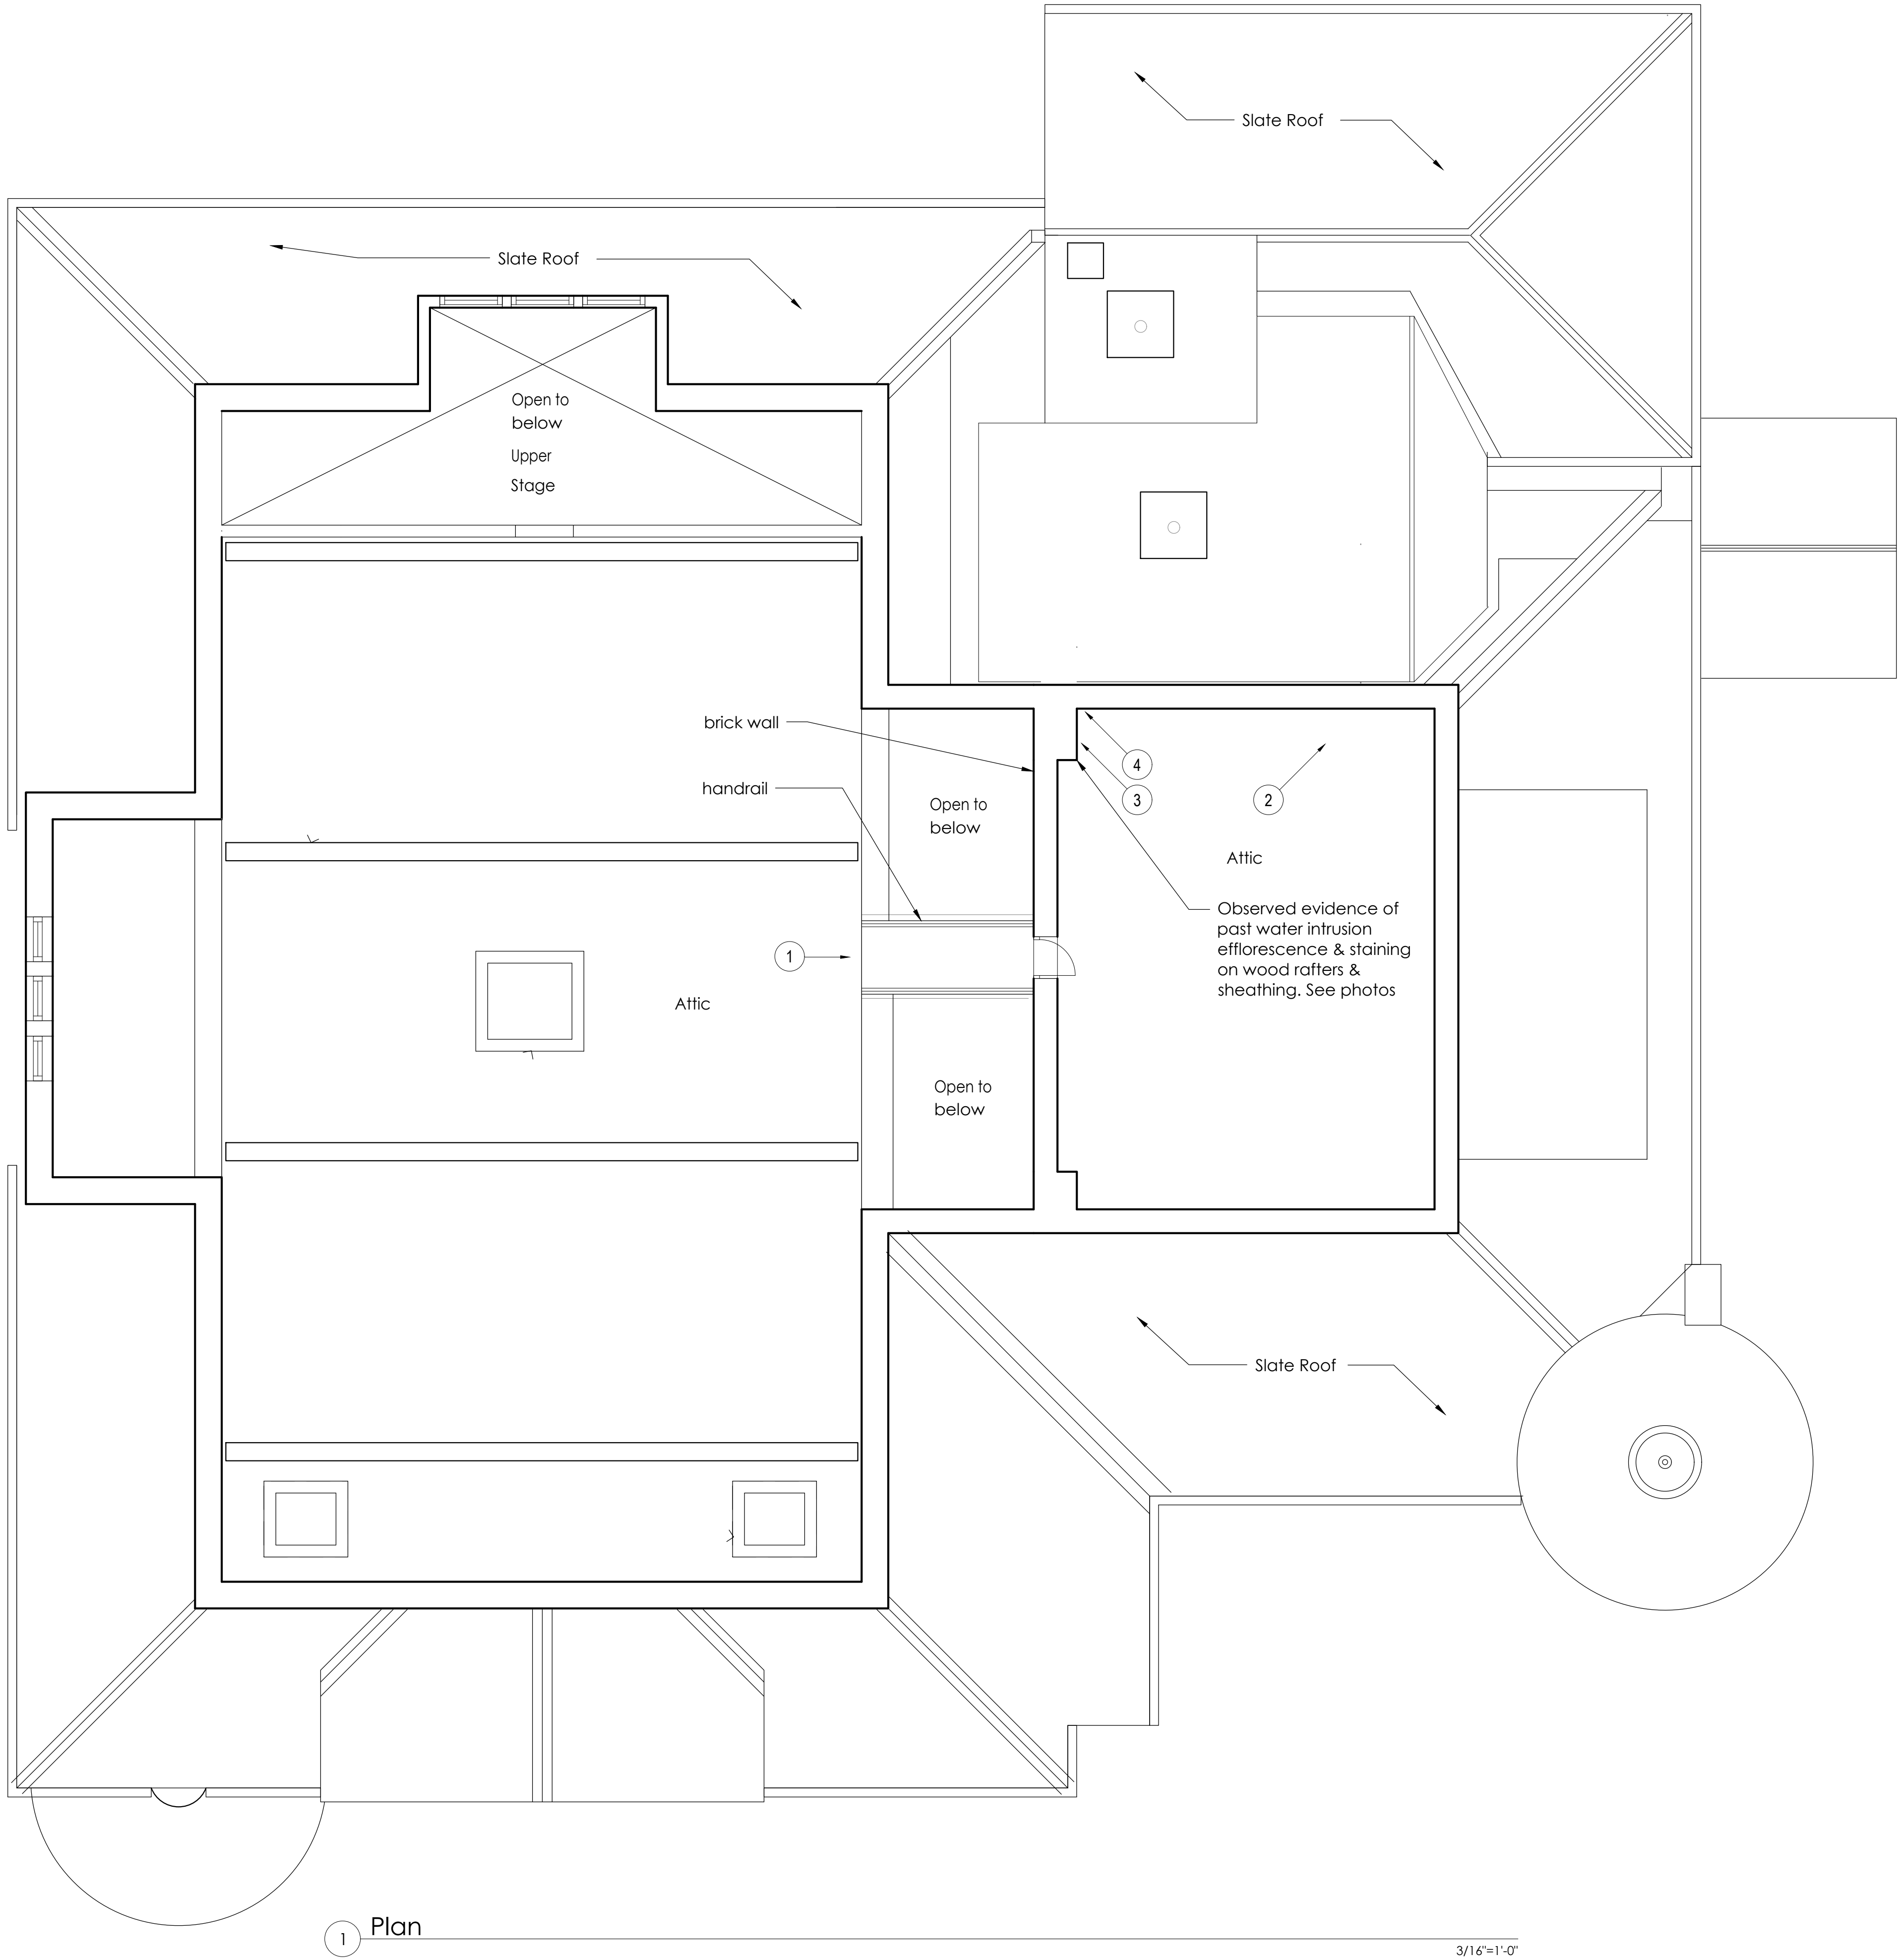 Slate Roof
Slate Roof
Open to
below
Upper
Stage
brick wall
handrail
4
3
2
Open to
below
Attic
Observed evidence of
past water intrusion
efflorescence & staining
on wood rafters &
sheathing. See photos
1
Attic
Open to
below
Slate Roof
1
Plan
3/16"=1'-0"